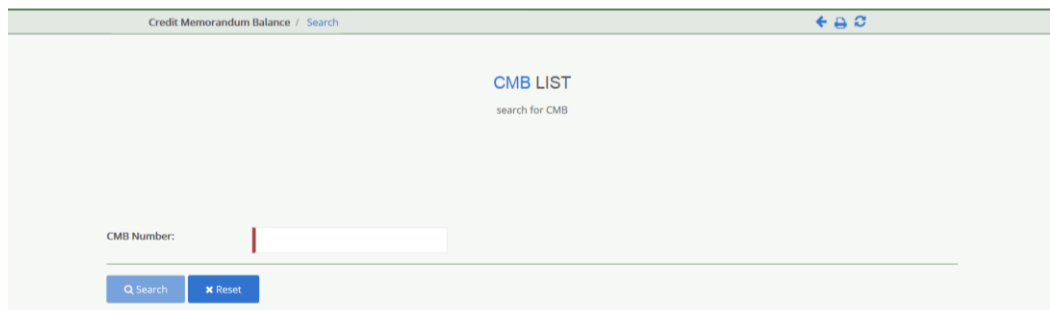 Credit Memorandum Balance / Search
CMB LIST
search for CMB
CMB Number:
Search
Reset